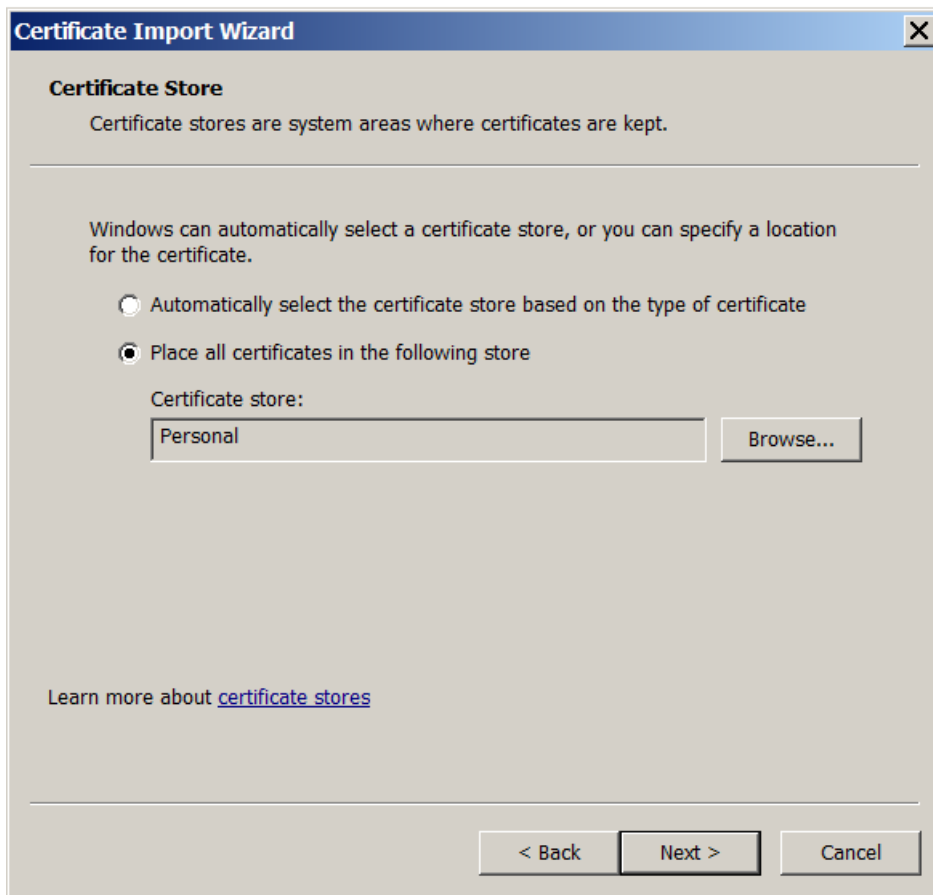 Certificate Import Wizard
Certificate Store
Certificate stores are system areas where certificates are kept.
Windows can automatically select a certificate store, or you can specify a location
for the certificate.
Automatically select the certificate store based on the type of certificate
Place all certificates in the following store
Certificate store:
Personal
Browse...
Learn more about certificate stores
< Back
Next >
Cancel